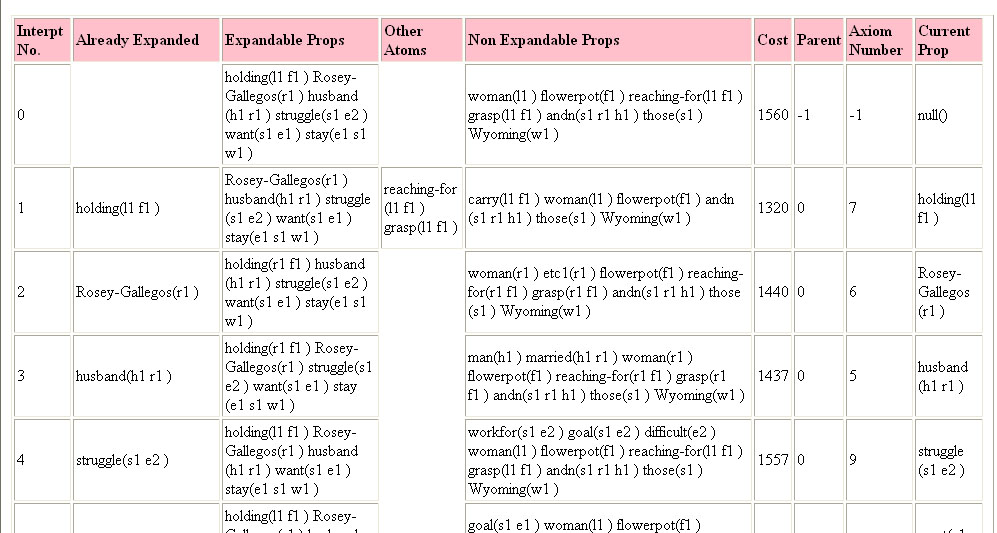 Interpt
No.
Already Expanded
Expandable Props
Other
Atoms
Non Expandable Props
Cost
Parent
Axiom
Number
Current
Prop
0
holding(l1 f1 ) Rosey-
Gallegos(r1 ) husband
(h1 r1 ) struggle(s1 e2 )
want(s1 e1 ) stay(e1 s1
w1 )
woman(l1 ) flowerpot(f1 ) reaching-for(l1 f1 )
grasp(l1 f1 ) andn(s1 r1 h1 ) those(s1 )
Wyoming(w1 )
1560
-1
-1
null()
1
holding(l1 f1 )
Rosey-Gallegos(r1 )
husband(h1 r1 ) struggle
(s1 e2 ) want(s1 e1 )
stay(e1 s1 w1 )
reaching-for
(l1 f1 )
grasp(l1 f1 )
carry(l1 f1 ) woman(l1 ) flowerpot(f1 ) andn
(s1 r1 h1 ) those(s1 ) Wyoming(w1 )
1320
0
7
holding(l1
f1 )
2
Rosey-Gallegos(r1 )
holding(r1 f1 ) husband
(h1 r1 ) struggle(s1 e2 )
want(s1 e1 ) stay(e1 s1
w1 )
woman(r1 ) etc1(r1 ) flowerpot(f1 ) reaching-
for(r1 f1 ) grasp(r1 f1 ) andn(s1 r1 h1 ) those
(s1 ) Wyoming(w1 )
1440
0
6
Rosey-
Gallegos
(r1 )
3
husband(h1 r1 )
holding(r1 f1 ) Rosey-
Gallegos(r1 ) struggle(s1
e2 ) want(s1 e1 ) stay
(e1 s1 w1 )
man(h1 ) married(h1 r1 ) woman(r1 )
flowerpot(f1 ) reaching-for(r1 f1 ) grasp(r1
f1 ) andn(s1 r1 h1 ) those(s1 ) Wyoming(w1 )
1437
0
5
husband
(h1 r1 )
4
struggle(s1 e2 )
holding(l1 f1 ) Rosey-
Gallegos(r1 ) husband
(h1 r1 ) want(s1 e1 )
stay(e1 s1 w1 )
workfor(s1 e2 ) goal(s1 e2 ) difficult(e2 )
woman(l1 ) flowerpot(f1 ) reaching-for(l1 f1 )
grasp(l1 f1 ) andn(s1 r1 h1 ) those(s1 )
Wyoming(w1 )
1557
0
9
struggle
(s1 e2 )
holding(l1 f1 ) Rosey-
goal(s1 e1 ) woman(l1 ) flowerpot(f1 )